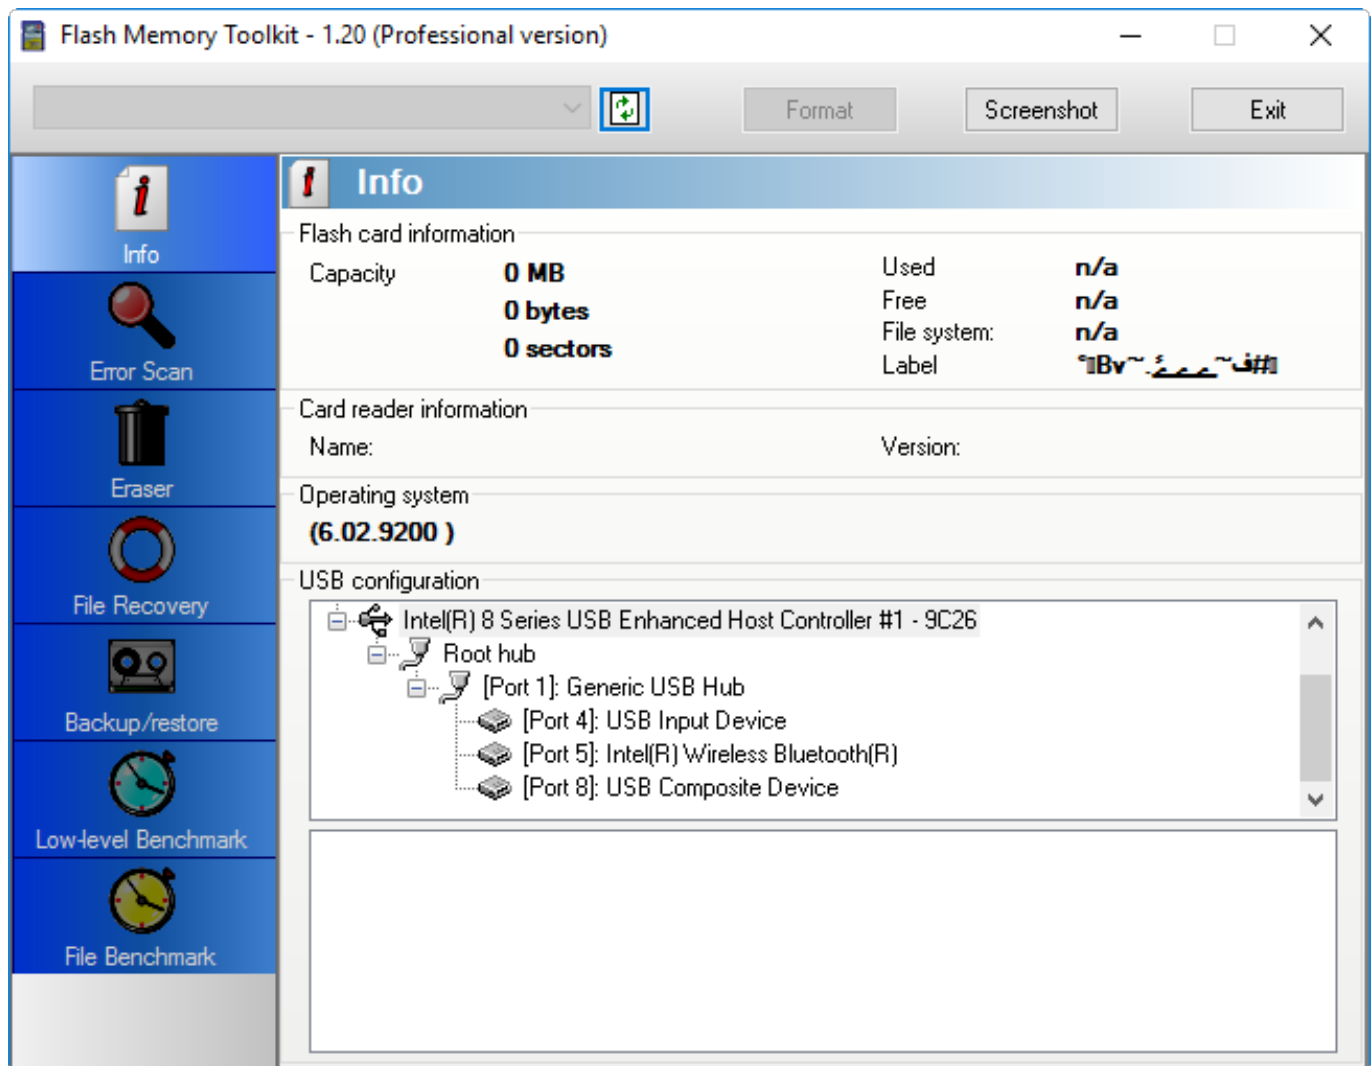 Flash Memory Toolkit - 1.20 (Professional version)
Format
Screenshot
Exit
Info
Error Scan
Eraser
File Recovery
Backup/restore
Low-level Benchmark
File Benchmark
Info
Flash card information
Capacity
0 MB
0 bytes
0 sectors
Used n/a
Free n/a
File system: n/a
Label
Card reader information
Name:
Version:
Operating system
(6.02.9200 )
USB configuration
Intel(R) 8 Series USB Enhanced Host Controller #1 - 9C26
Root hub
[Port 1]: Generic USB Hub
[Port 4]: USB Input Device
[Port 5]: Intel(R) Wireless Bluetooth(R)
[Port 8]: USB Composite Device